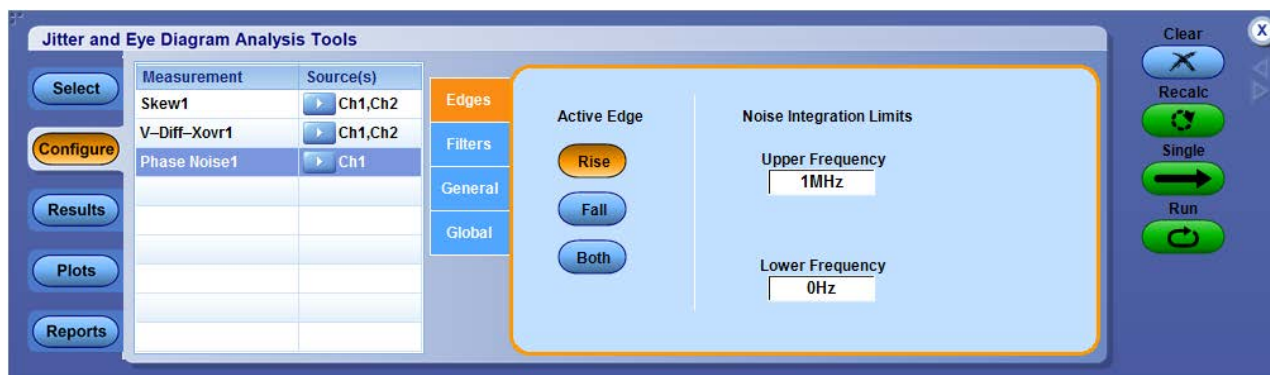 Jitter and Eye Diagram Analysis Tools
Select
Configure
Results
Plots
Reports
Measurement Source(s)
Skew1 Ch1,Ch2
V–Diff–Xovr1 Ch1,Ch2
Phase Noise1 Ch1
Edges
Filters
General
Global
Active Edge
Rise
Fall
Both
Noise Integration Limits
Upper Frequency
1MHz
Lower Frequency
0Hz
Clear
X
Recalc
Single
Run